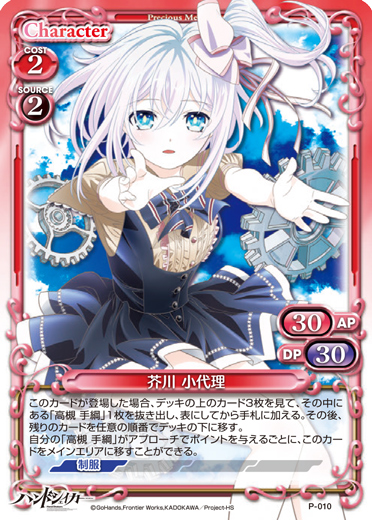 Precious Me
Character
COST
2
SOURCE
2
30 AP
DP 30
芥川 小代理
このカードが登場した場合、デッキの上のカード3枚を見て、その中に
ある「高槻 手綱」1枚を抜き出し、表にしてから手札に加える。その後、
残りのカードを任意の順番でデッキの下に移す。
自分の「高槻 手綱」がアプローチでポイントを与えるごとに、このカー
ドをメインエリアに移すことができる。
制服
ハンドシェイカー
©GoHands,Frontier Works,KADOKAWA／Project-HS
P-010